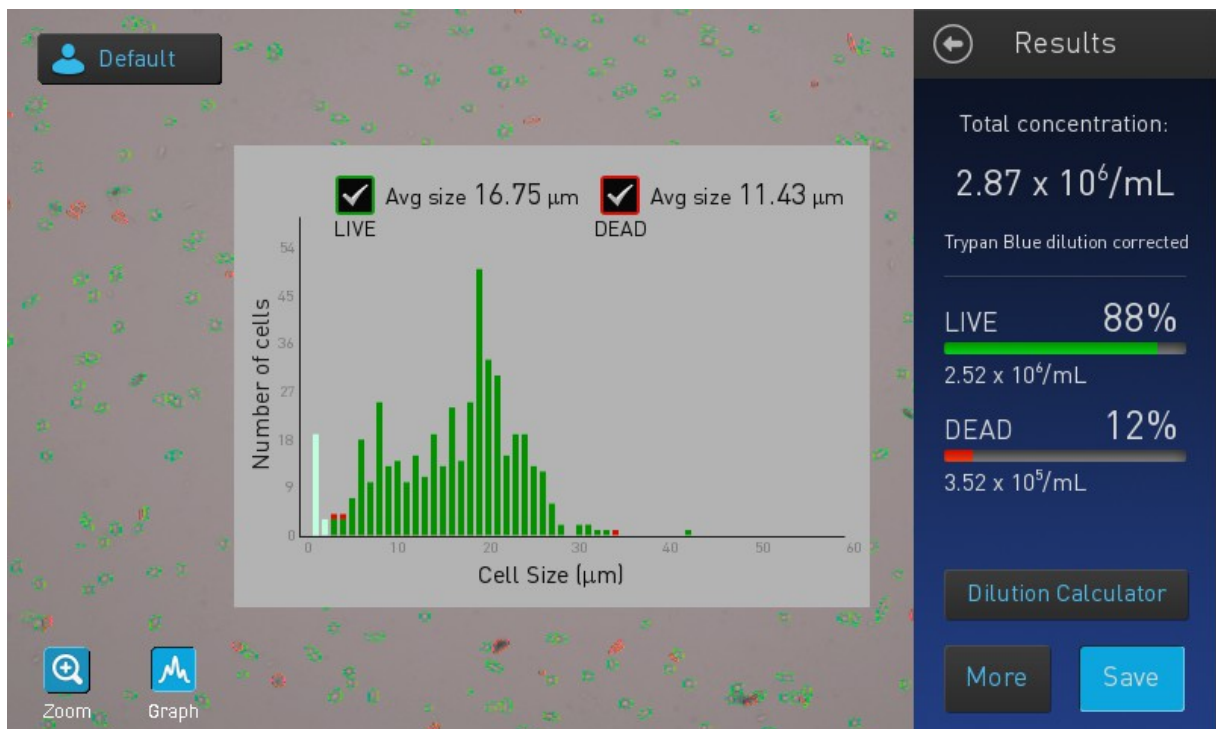 Default
Avg size 16.75 μm
LIVE
Avg size 11.43 μm
DEAD
Number of cells
54
45
36
27
18
9
0
0 10 20 30 40 50 60
Cell Size (μm)
Zoom
Graph
Results
Total concentration:
2.87 x 10⁶/mL
Trypan Blue dilution corrected
LIVE 88%
2.52 x 10⁶/mL
DEAD 12%
3.52 x 10⁵/mL
Dilution Calculator
More
Save